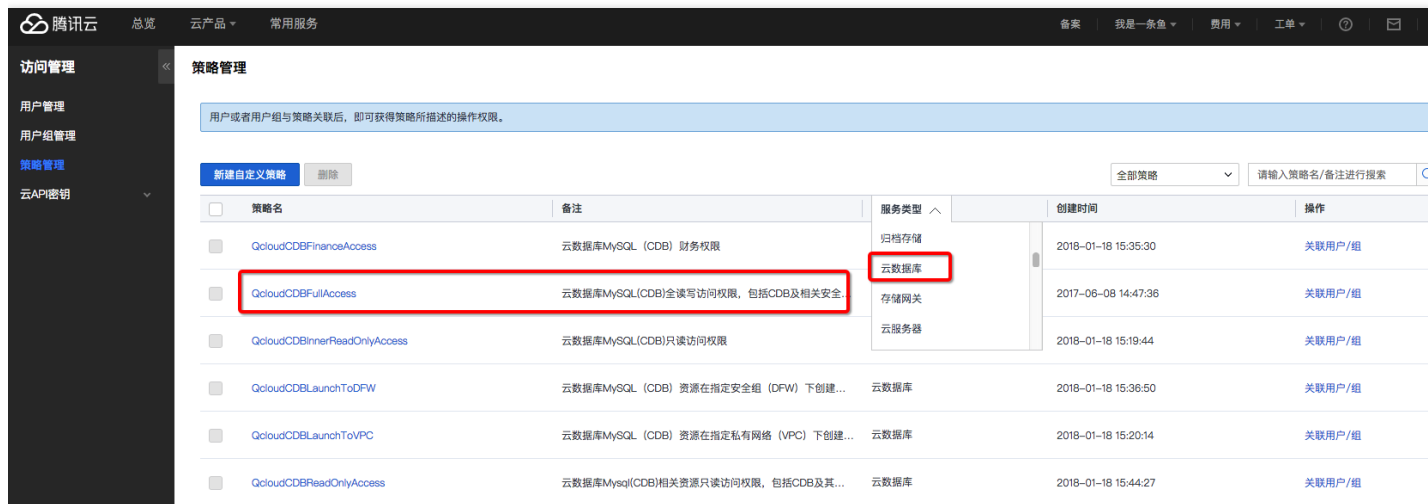 腾讯云 总览 云产品 常用服务 备案 我是一条鱼 费用 工单
访问管理 策略管理
用户管理
用户或者用户组与策略关联后，即可获得策略所描述的操作权限。
用户组管理
策略管理
新建自定义策略 删除 全部策略 请输入策略名/备注进行搜索
云API密钥
策略名 备注 服务类型 创建时间 操作
归档存储
QcloudCDBFinanceAccess 云数据库MySQL（CDB）财务权限 2018-01-18 15:35:30 关联用户/组
云数据库
QcloudCDBFullAccess 云数据库MySQL(CDB)全读写访问权限，包括CDB及相关安全... 2017-06-08 14:47:36 关联用户/组
存储网关
云服务器
QcloudCDBInnerReadOnlyAccess 云数据库MySQL(CDB)只读访问权限 2018-01-18 15:19:44 关联用户/组
QcloudCDBLaunchToDFW 云数据库MySQL（CDB）资源在指定安全组（DFW）下创建... 云数据库 2018-01-18 15:36:50 关联用户/组
QcloudCDBLaunchToVPC 云数据库MySQL（CDB）资源在指定私有网络（VPC）下创建... 云数据库 2018-01-18 15:20:14 关联用户/组
QcloudCDBReadOnlyAccess 云数据库Mysql(CDB)相关资源只读访问权限，包括CDB及其... 云数据库 2018-01-18 15:44:27 关联用户/组